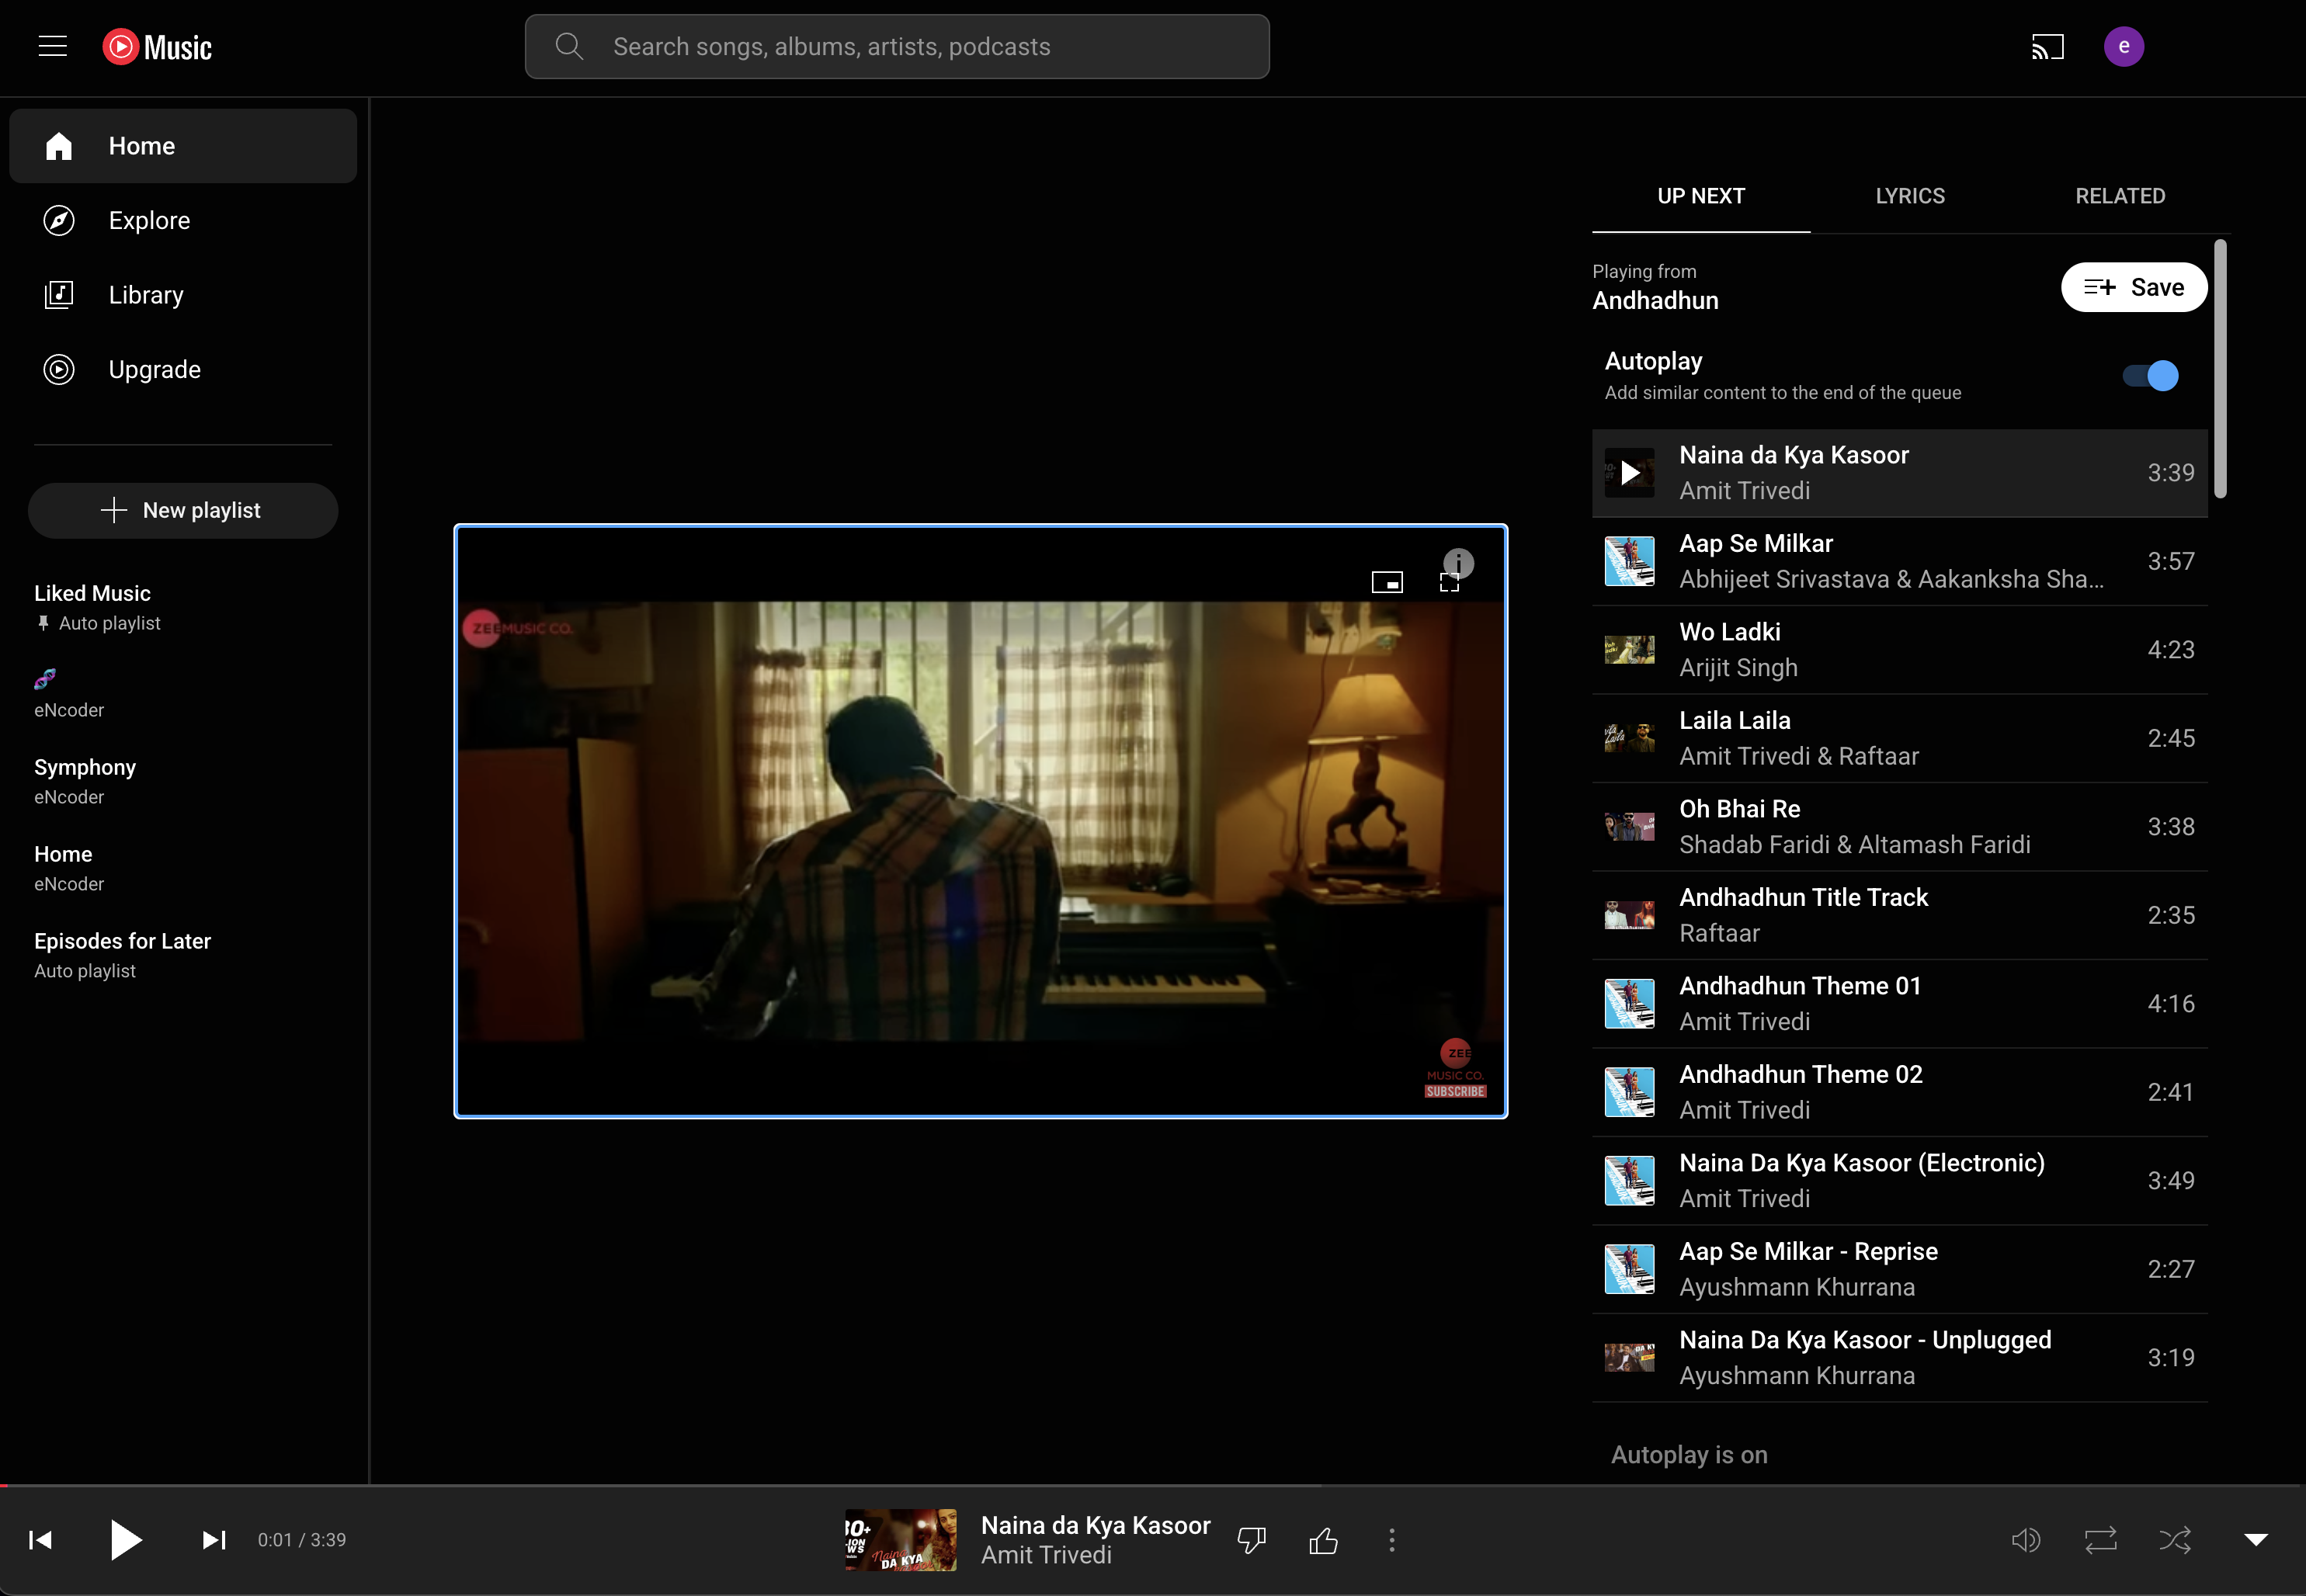 Music
Search songs, albums, artists, podcasts
e
Home
Explore
Library
Upgrade
New playlist
Liked Music
Auto playlist
eNcoder
Symphony
eNcoder
Home
eNcoder
Episodes for Later
Auto playlist
ZEE MUSIC CO.
i
ZEE
MUSIC CO.
SUBSCRIBE
UP NEXT
LYRICS
RELATED
Playing from
Andhadhun
Save
Autoplay
Add similar content to the end of the queue
Naina da Kya Kasoor
Amit Trivedi
3:39
Aap Se Milkar
Abhijeet Srivastava & Aakanksha Sha...
3:57
Wo Ladki
Arijit Singh
4:23
Laila Laila
Amit Trivedi & Raftaar
2:45
Oh Bhai Re
Shadab Faridi & Altamash Faridi
3:38
Andhadhun Title Track
Raftaar
2:35
Andhadhun Theme 01
Amit Trivedi
4:16
Andhadhun Theme 02
Amit Trivedi
2:41
Naina Da Kya Kasoor (Electronic)
Amit Trivedi
3:49
Aap Se Milkar - Reprise
Ayushmann Khurrana
2:27
Naina Da Kya Kasoor - Unplugged
Ayushmann Khurrana
3:19
Autoplay is on
0:01 / 3:39
Naina
DA KYA
Naina da Kya Kasoor
Amit Trivedi